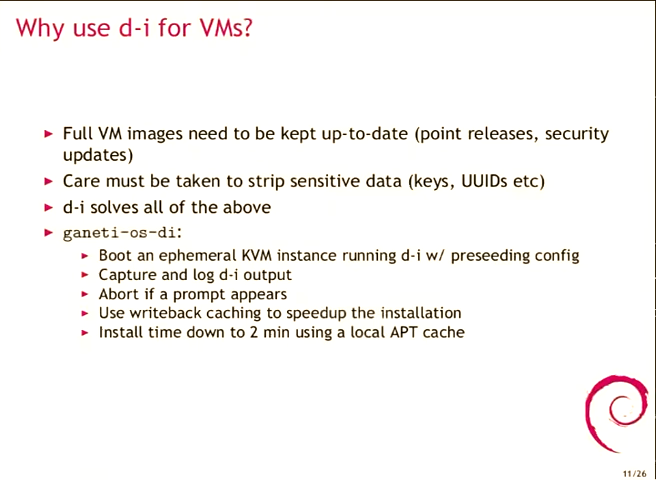 Why use d-i for VMs?
Full VM images need to be kept up-to-date (point releases, security
updates)
Care must be taken to strip sensitive data (keys, UUIDs etc)
d-i solves all of the above
ganeti-os-di:
Boot an ephemeral KVM instance running d-i w/ preseeding config
Capture and log d-i output
Abort if a prompt appears
Use writeback caching to speedup the installation
Install time down to 2 min using a local APT cache
11/26